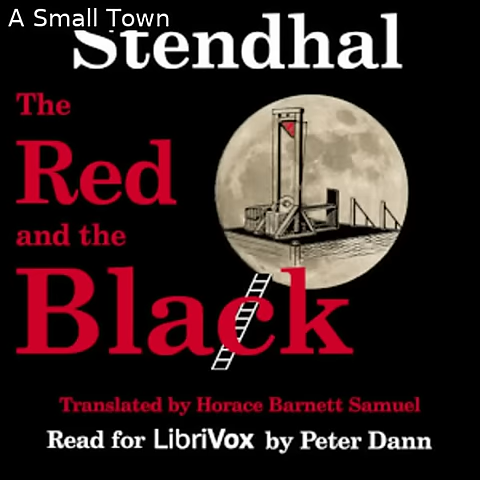 A Small Town
Stendhal
The
Red
and the
Black
Translated by Horace Barnett Samuel
Read for LibriVox by Peter Dann